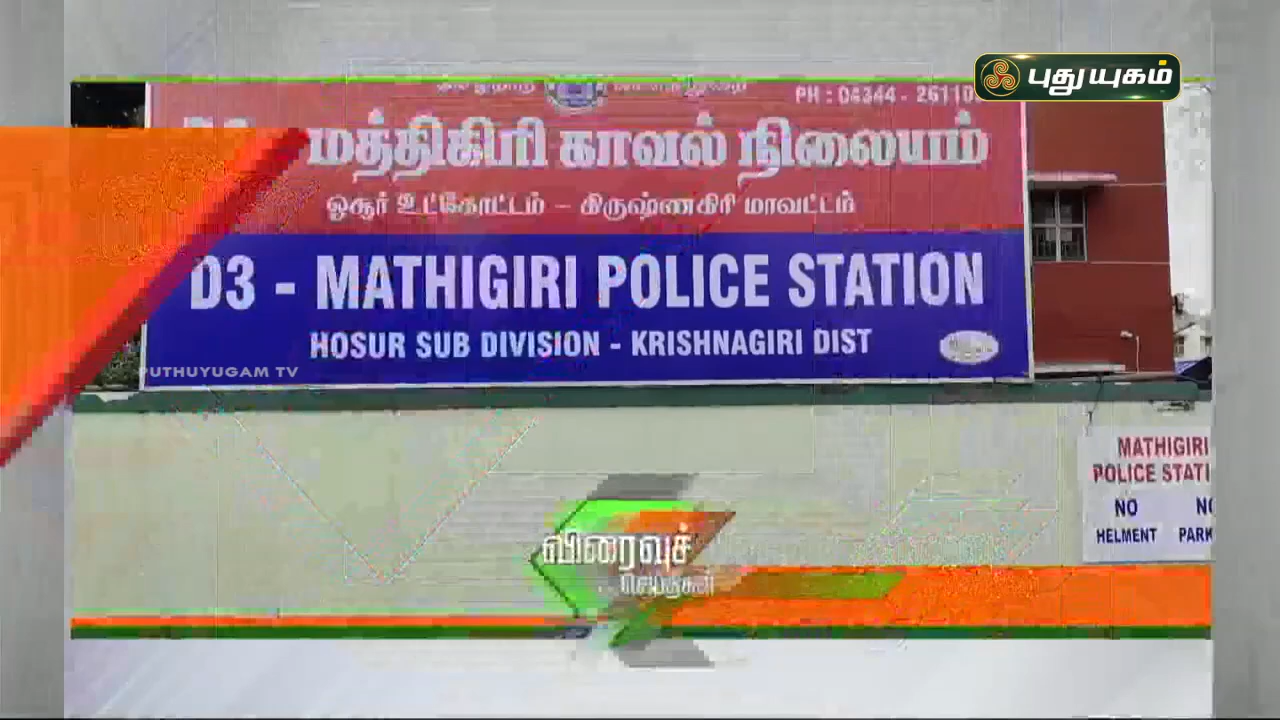 புதுயுகம்
PH : 04344 - 26110
மத்திகிரி காவல் நிலையம்
ஓசூர் உட்கோட்டம் - கிருஷ்ணகிரி மாவட்டம்
D3 - MATHIGIRI POLICE STATION
HOSUR SUB DIVISION - KRISHNAGIRI DIST
PUTHUYUGAM TV
MATHIGIRI
POLICE STATI
NO NO
HELMENT PARK
விரைவுச்
செய்திகள்